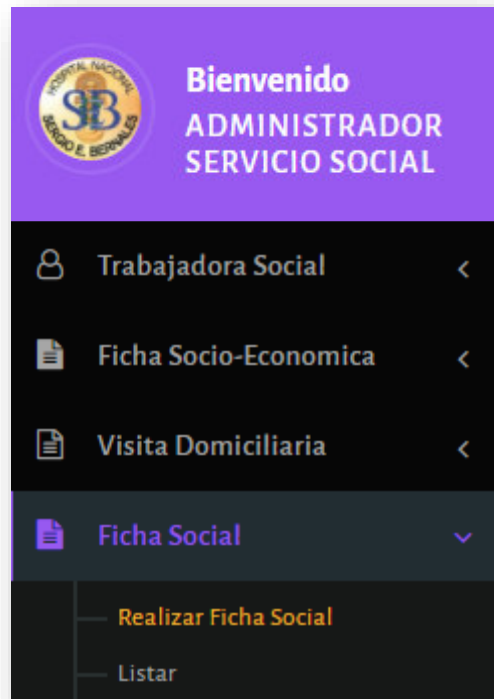 HOSPITAL NACIONAL
SEB
SERGIO E. BERNALES
Bienvenido
ADMINISTRADOR
SERVICIO SOCIAL
Trabajadora Social
Ficha Socio-Economica
Visita Domiciliaria
Ficha Social
Realizar Ficha Social
Listar